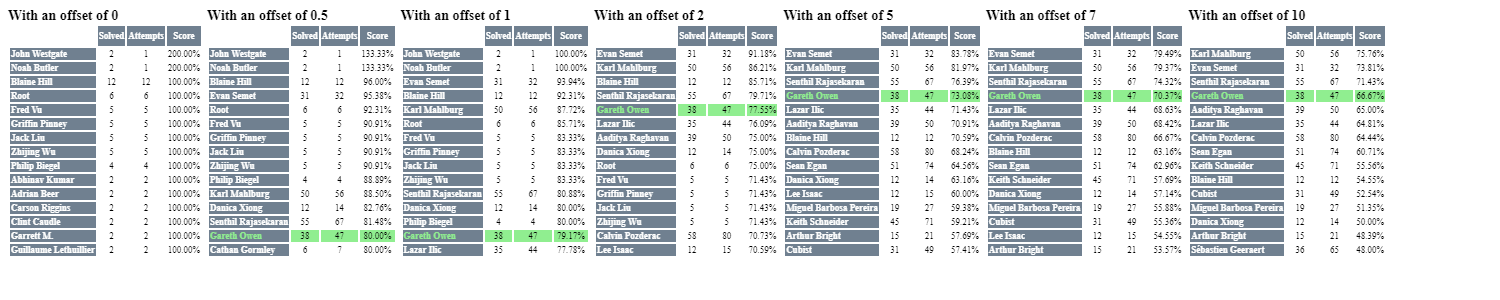 With an offset of 0
Solved Attempts Score
John Westgate 2 1 200.00%
Noah Butler 2 1 200.00%
Blaine Hill 12 12 100.00%
Root 6 6 100.00%
Fred Vu 5 5 100.00%
Griffin Pinney 5 5 100.00%
Jack Liu 5 5 100.00%
Zhijing Wu 5 5 100.00%
Philip Biegel 4 4 100.00%
Abhinav Kumar 2 2 100.00%
Adrian Beer 2 2 100.00%
Carson Riggins 2 2 100.00%
Clint Caudle 2 2 100.00%
Garrett M. 2 2 100.00%
Guillaume Lethuillier 2 2 100.00%
With an offset of 0.5
Solved Attempts Score
John Westgate 2 1 133.33%
Noah Butler 2 1 133.33%
Blaine Hill 12 12 96.00%
Evan Semet 31 32 95.38%
Root 6 6 92.31%
Fred Vu 5 5 90.91%
Griffin Pinney 5 5 90.91%
Jack Liu 5 5 90.91%
Zhijing Wu 5 5 90.91%
Philip Biegel 4 4 88.89%
Karl Mahlburg 50 56 88.50%
Danica Xiong 12 14 82.76%
Senthil Rajasekaran 55 67 81.48%
Gareth Owen 38 47 80.00%
Cathan Gormley 6 7 80.00%
With an offset of 1
Solved Attempts Score
John Westgate 2 1 100.00%
Noah Butler 2 1 100.00%
Evan Semet 31 32 93.94%
Blaine Hill 12 12 92.31%
Karl Mahlburg 50 56 87.72%
Root 6 6 85.71%
Fred Vu 5 5 83.33%
Griffin Pinney 5 5 83.33%
Jack Liu 5 5 83.33%
Zhijing Wu 5 5 83.33%
Senthil Rajasekaran 55 67 80.88%
Danica Xiong 12 14 80.00%
Philip Biegel 4 4 80.00%
Gareth Owen 38 47 79.17%
Lazar Ilic 35 44 77.78%
With an offset of 2
Solved Attempts Score
Evan Semet 31 32 91.18%
Karl Mahlburg 50 56 86.21%
Blaine Hill 12 12 85.71%
Senthil Rajasekaran 55 67 79.71%
Gareth Owen 38 47 77.55%
Lazar Ilic 35 44 76.09%
Aaditya Raghavan 39 50 75.00%
Danica Xiong 12 14 75.00%
Root 6 6 75.00%
Fred Vu 5 5 71.43%
Griffin Pinney 5 5 71.43%
Jack Liu 5 5 71.43%
Zhijing Wu 5 5 71.43%
Calvin Pozderac 58 80 70.73%
Lee Isaac 12 15 70.59%
With an offset of 5
Solved Attempts Score
Evan Semet 31 32 83.78%
Karl Mahlburg 50 56 81.97%
Senthil Rajasekaran 55 67 76.39%
Gareth Owen 38 47 73.08%
Lazar Ilic 35 44 71.43%
Aaditya Raghavan 39 50 70.91%
Blaine Hill 12 12 70.59%
Calvin Pozderac 58 80 68.24%
Sean Egan 51 74 64.56%
Danica Xiong 12 14 63.16%
Lee Isaac 12 15 60.00%
Miguel Barbosa Pereira 19 27 59.38%
Keith Schneider 45 71 59.21%
Arthur Bright 15 21 57.69%
Cubist 31 49 57.41%
With an offset of 7
Solved Attempts Score
Evan Semet 31 32 79.49%
Karl Mahlburg 50 56 79.37%
Senthil Rajasekaran 55 67 74.32%
Gareth Owen 38 47 70.37%
Lazar Ilic 35 44 68.63%
Aaditya Raghavan 39 50 68.42%
Calvin Pozderac 58 80 66.67%
Blaine Hill 12 12 63.16%
Sean Egan 51 74 62.96%
Keith Schneider 45 71 57.69%
Danica Xiong 12 14 57.14%
Miguel Barbosa Pereira 19 27 55.88%
Cubist 31 49 55.36%
Lee Isaac 12 15 54.55%
Arthur Bright 15 21 53.57%
With an offset of 10
Solved Attempts Score
Karl Mahlburg 50 56 75.76%
Evan Semet 31 32 73.81%
Senthil Rajasekaran 55 67 71.43%
Gareth Owen 38 47 66.67%
Aaditya Raghavan 39 50 65.00%
Lazar Ilic 35 44 64.81%
Calvin Pozderac 58 80 64.44%
Sean Egan 51 74 60.71%
Keith Schneider 45 71 55.56%
Blaine Hill 12 12 54.55%
Cubist 31 49 52.54%
Miguel Barbosa Pereira 19 27 51.35%
Danica Xiong 12 14 50.00%
Arthur Bright 15 21 48.39%
Sébastien Geeraert 36 65 48.00%